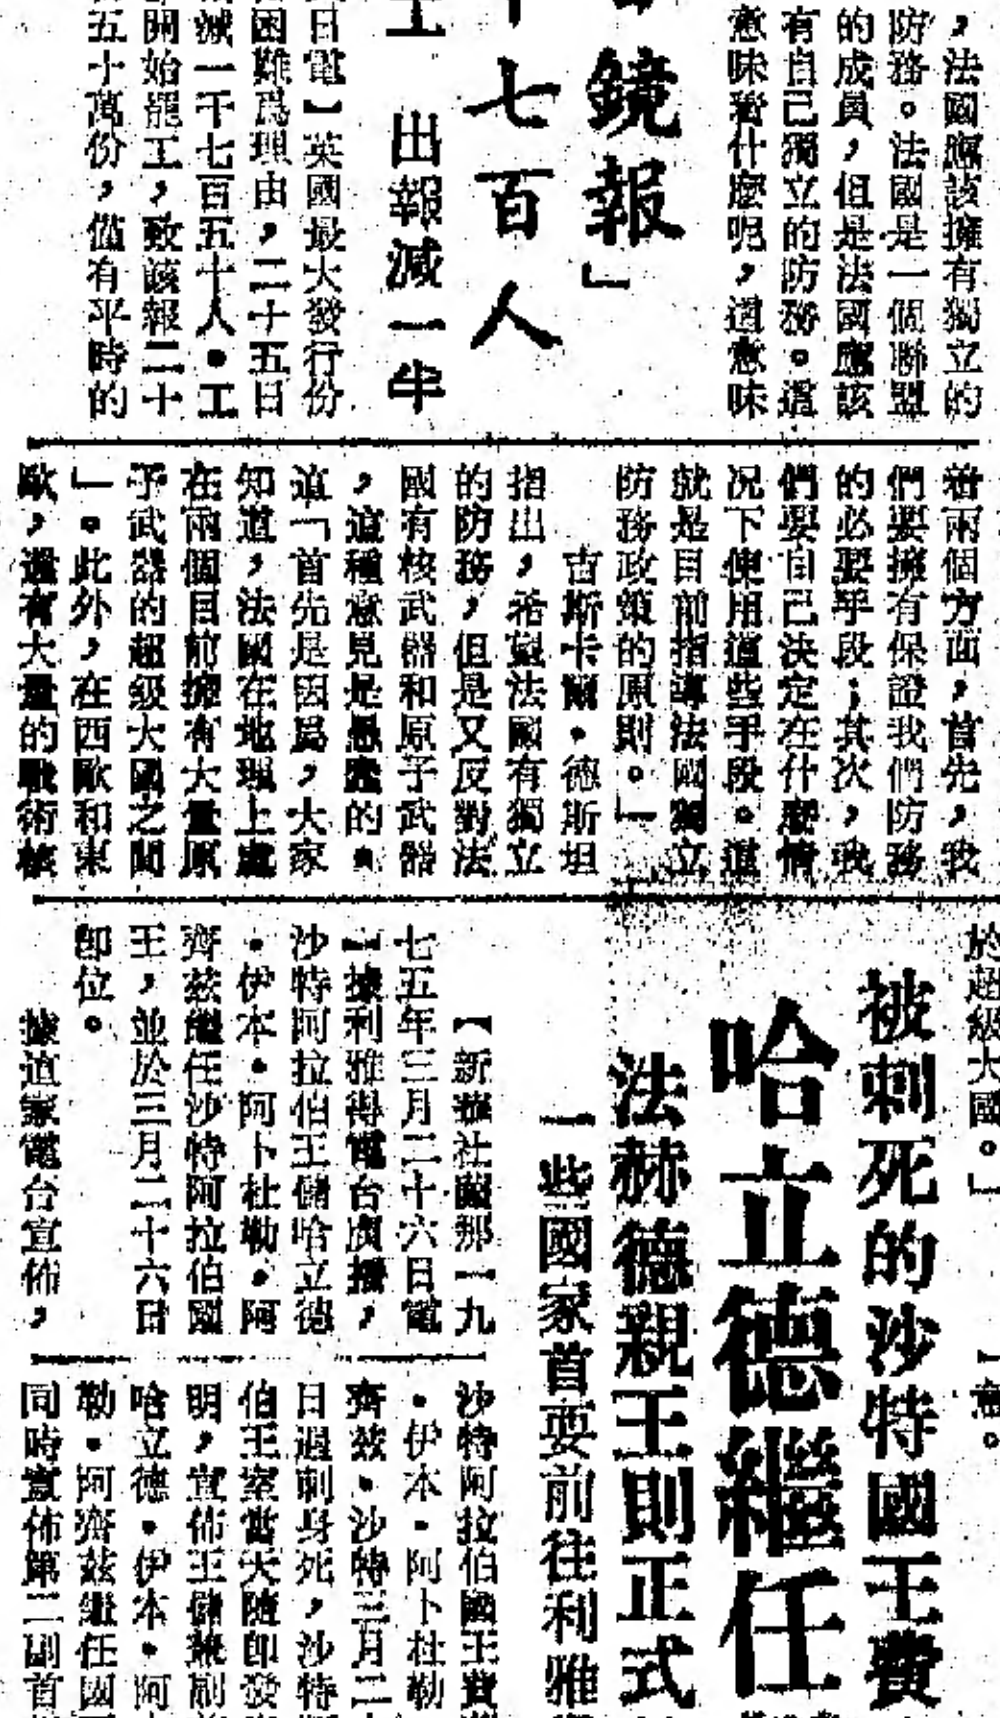 ，法國應該擁有獨立的
防務。法國是一個聯盟
的成員，但是法國應該
有自己獨立的防務。這
意味着什麼呢，這意味
鏡報」
十七百人
工 出報減一半
日電】英國最大發行份
困難爲理由，二十五日
減一千七百五十人。工
開始罷工，致該報二十
五十萬份，僅有平時的
着兩個方面，首先，我
們要擁有保證我們防務
的必要手段；其次，我
們要自己決定在什麼情
况下使用這些手段。這
就是目前指導法國獨立
防務政策的原則。」
吉斯卡爾·德斯坦
指出，希望法國有獨立
的防務，但是又反對法
國有核武器和原子武器
，這種意見是愚蠢的。
道「首先是因爲，大家
知道，法國在地理上處
在兩個目前擁有大量原
子武器的超級大國之間
」。此外，在西歐和東
歐，還有大量的戰術核
於超級大國。」
被刺死的沙特國王費
哈立德繼任
法赫德親王則正式
一些國家首要前往利雅
【新華社薩那一九
七五年三月二十六日電
】據利雅得電台廣播，
沙特阿拉伯王儲哈立德
·伊本·阿卜杜勒·阿
齊茲繼任沙特阿拉伯國
王，並於三月二十六日
卽位。
據這家電台宣佈，
沙特阿拉伯國王費
·伊本·阿卜杜勒
齊茲·沙特三月二
日遇刺身死，沙特
伯王室當天隨卽發
明，宣佈王儲兼副
哈立德·伊本·阿
勒·阿齊茲繼任國
同時宣佈第二副首